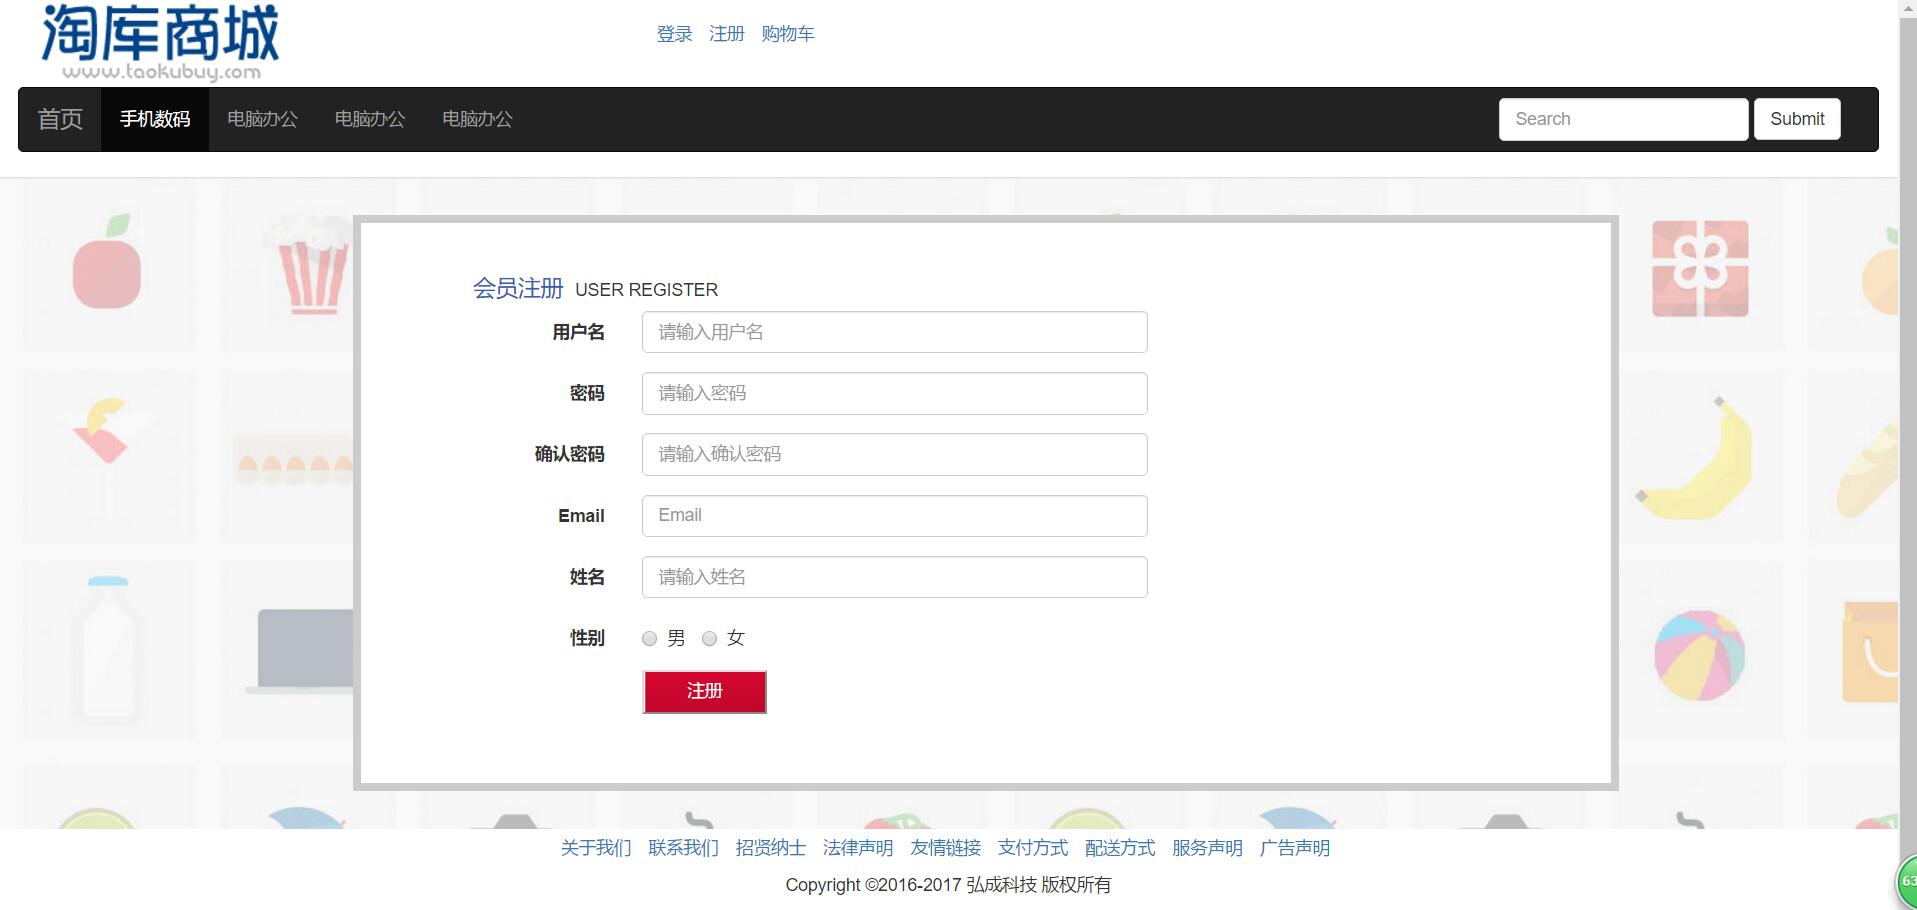 淘库商城
www.taokubuy.com
登录 注册 购物车
首页 手机数码 电脑办公 电脑办公 电脑办公 Search Submit
会员注册 USER REGISTER
用户名 请输入用户名
密码 请输入密码
确认密码 请输入确认密码
Email Email
姓名 请输入姓名
性别 男 女
注册
关于我们 联系我们 招贤纳士 法律声明 友情链接 支付方式 配送方式 服务声明 广告声明
Copyright ©2016-2017 弘成科技 版权所有
63